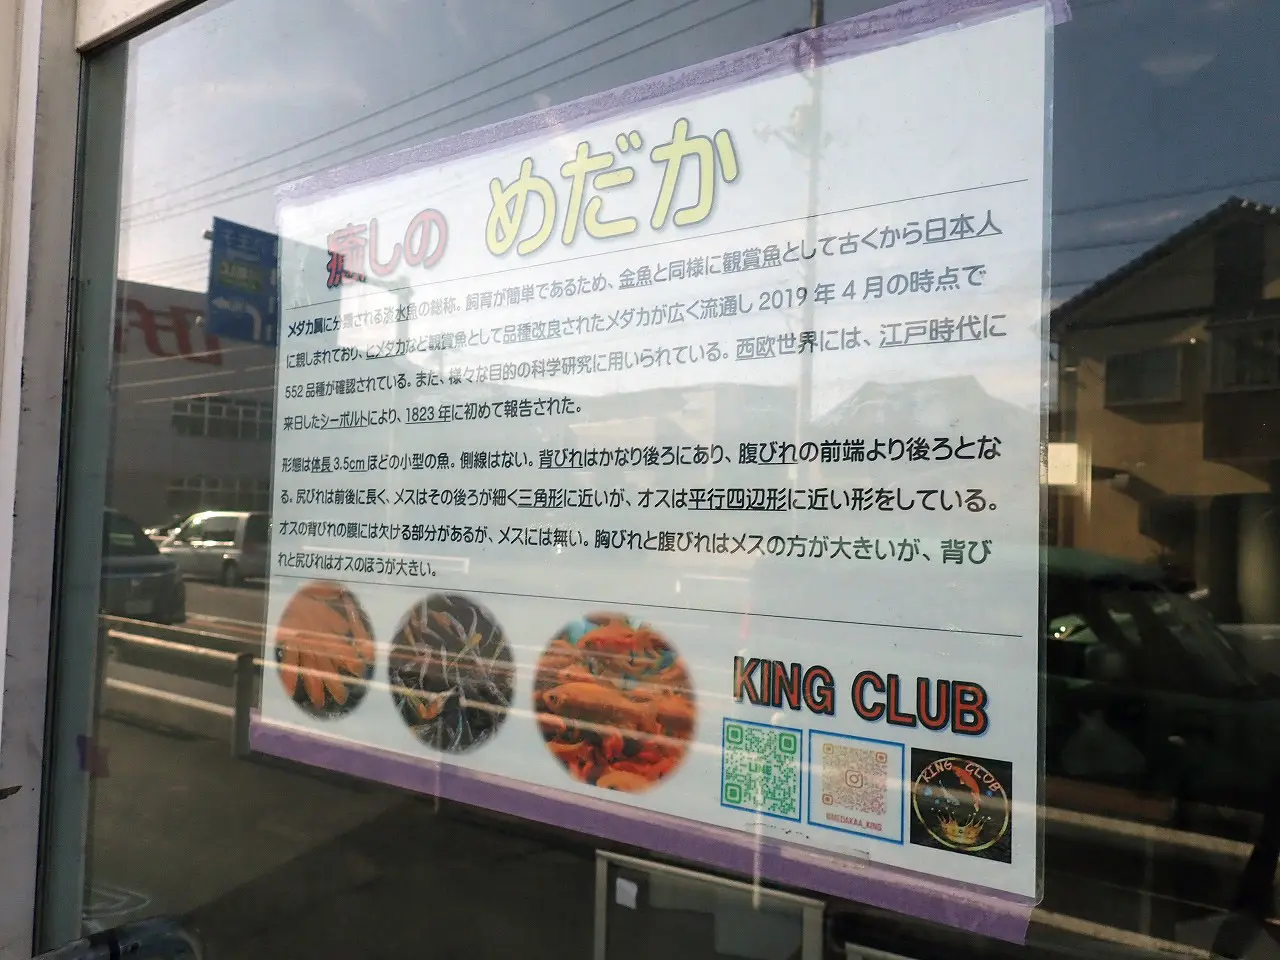 癒しの めだか
メダカ属に分類される淡水魚の総称。飼育が簡単であるため、金魚と同様に観賞魚として古くから日本人
に親しまれており、ヒメダカなど観賞魚として品種改良されたメダカが広く流通し 2019 年 4 月の時点で
552 品種が確認されている。また、様々な目的の科学研究に用いられている。西欧世界には、江戸時代に
来日したシーボルトにより、1823 年に初めて報告された。
形態は体長 3.5cm ほどの小型の魚。側線はない。背びれはかなり後ろにあり、腹びれの前端より後ろとな
る。尻びれは前後に長く、メスはその後ろが細く三角形に近いが、オスは平行四辺形に近い形をしている。
オスの背びれの膜には欠ける部分があるが、メスには無い。胸びれと腹びれはメスの方が大きいが、背び
れと尻びれはオスのほうが大きい。
KING CLUB
LINE
@MEDAKAA_KING
KING CLUB